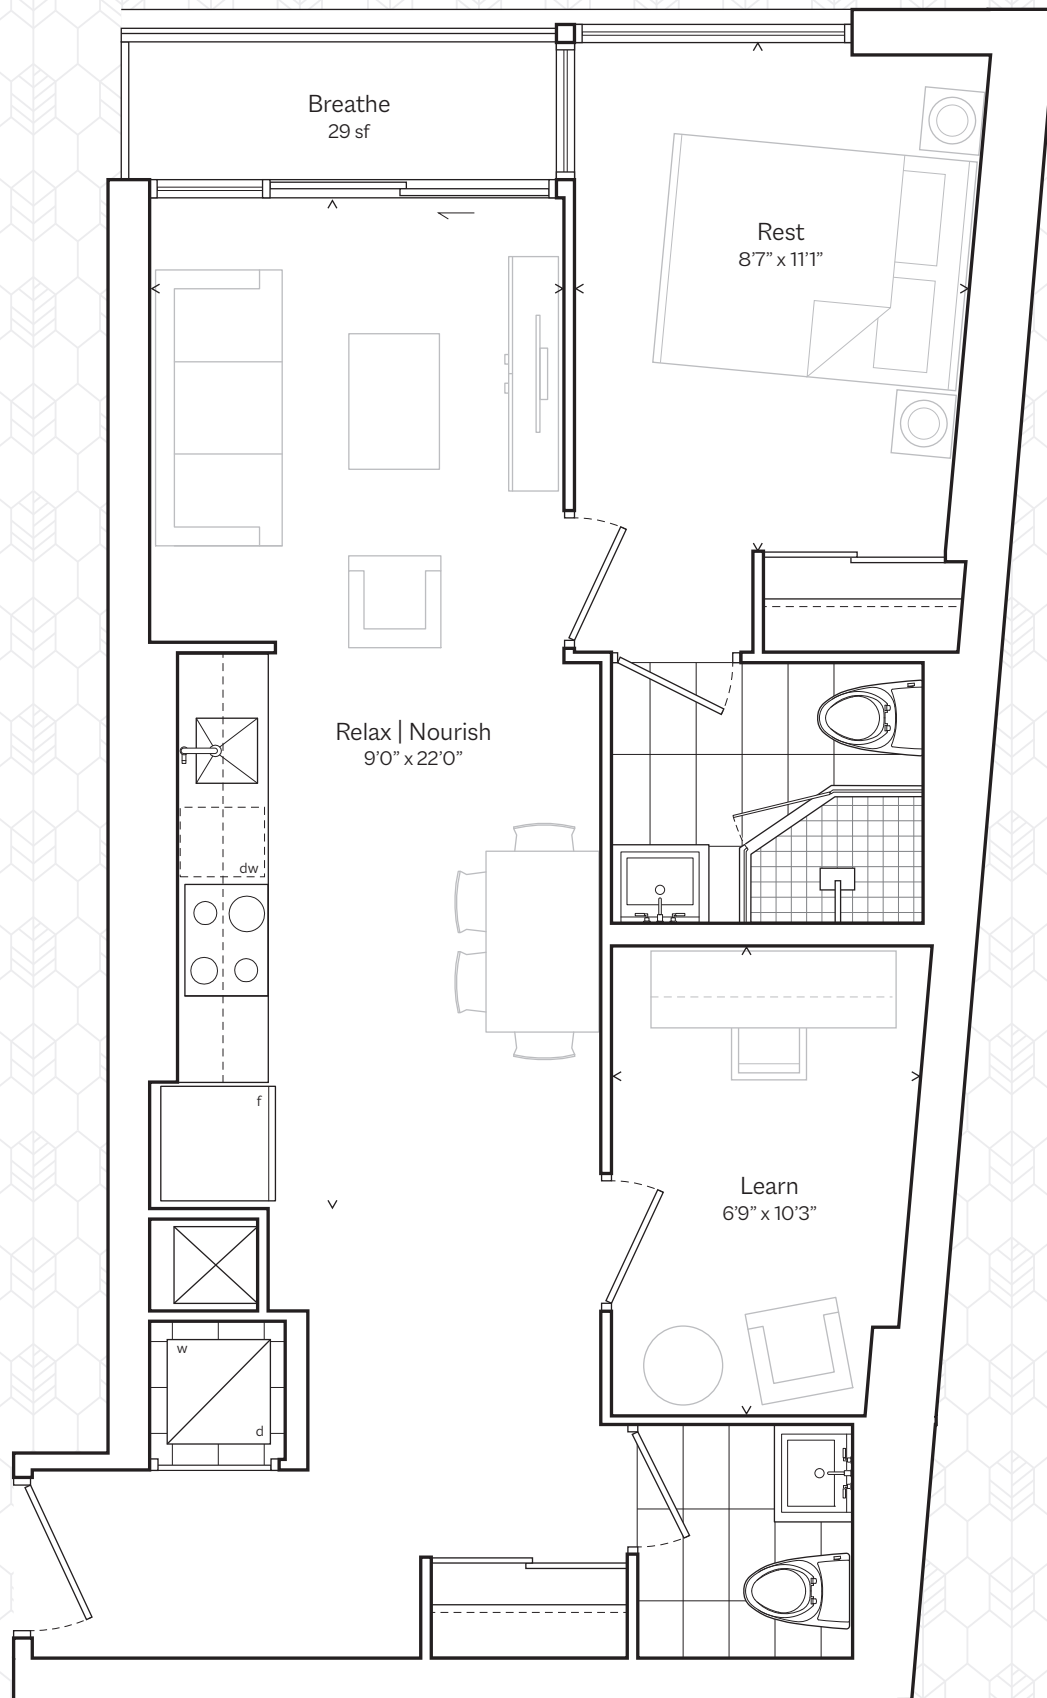 Breathe
29 sf
Rest
8’7” x 11’1”
Relax | Nourish
9’0” x 22’0”
dw
f
Learn
6’9” x 10’3”
w
d